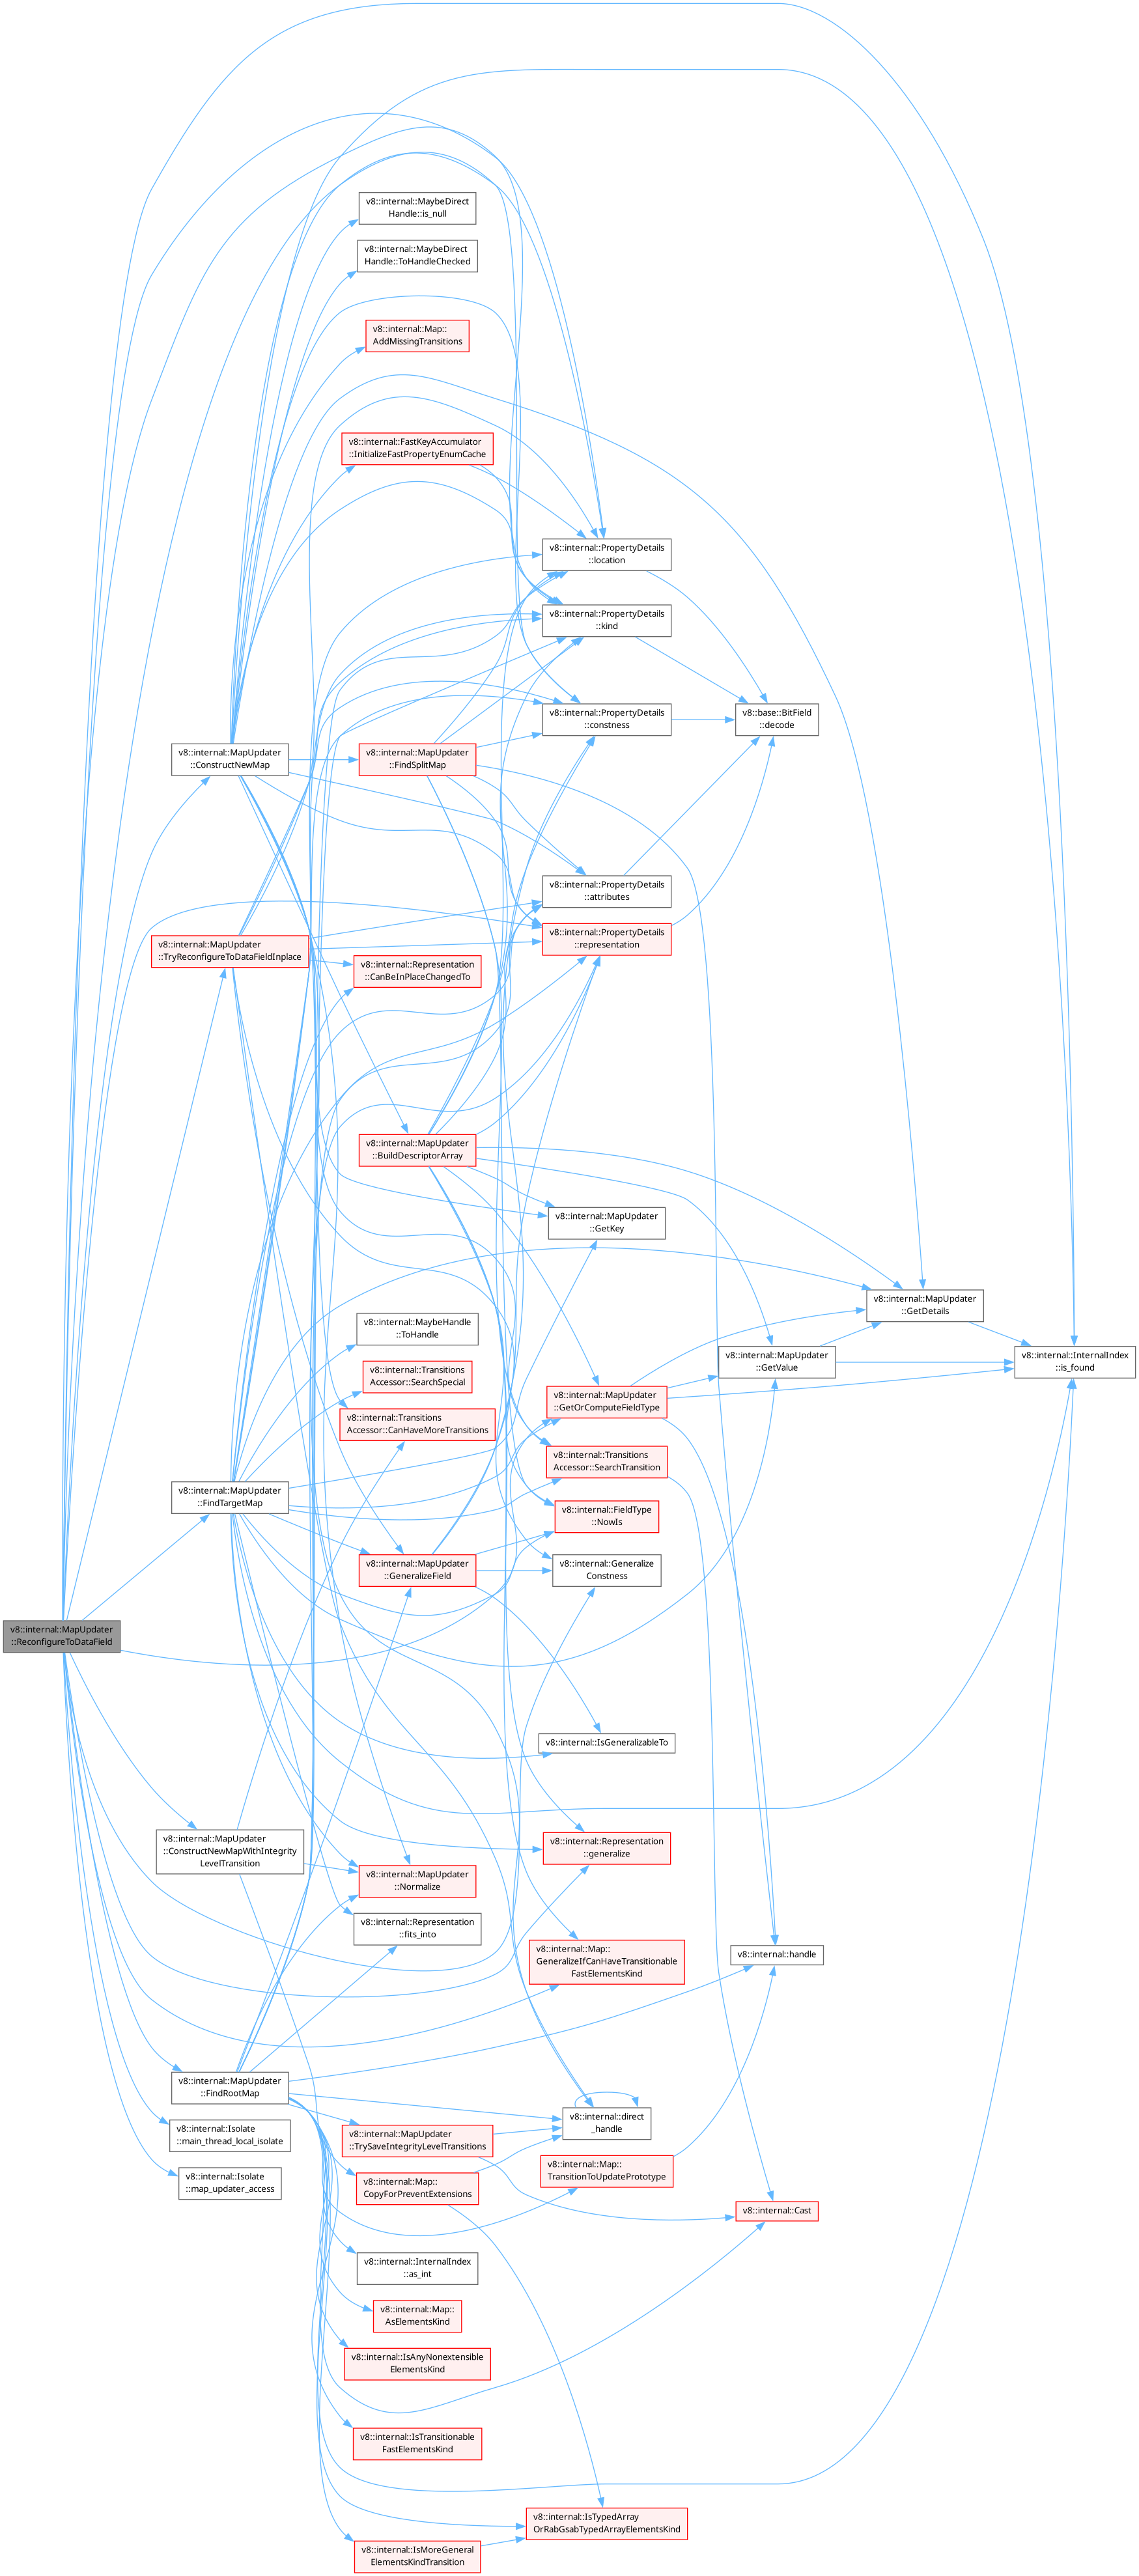 v8::internal::MaybeDirect
Handle::is_null
v8::internal::MaybeDirect
Handle::ToHandleChecked
v8::internal::Map::
AddMissingTransitions
v8::internal::FastKeyAccumulator
::InitializeFastPropertyEnumCache
v8::internal::PropertyDetails
::location
v8::internal::PropertyDetails
::kind
v8::internal::PropertyDetails
::constness
v8::base::BitField
::decode
v8::internal::MapUpdater
::ConstructNewMap
v8::internal::MapUpdater
::FindSplitMap
v8::internal::PropertyDetails
::attributes
v8::internal::PropertyDetails
::representation
v8::internal::MapUpdater
::TryReconfigureToDataFieldInplace
v8::internal::Representation
::CanBeInPlaceChangedTo
v8::internal::MapUpdater
::BuildDescriptorArray
v8::internal::MapUpdater
::GetKey
v8::internal::MapUpdater
::GetDetails
v8::internal::MaybeHandle
::ToHandle
v8::internal::MapUpdater
::GetValue
v8::internal::InternalIndex
::is_found
v8::internal::Transitions
Accessor::SearchSpecial
v8::internal::MapUpdater
::GetOrComputeFieldType
v8::internal::Transitions
Accessor::CanHaveMoreTransitions
v8::internal::Transitions
Accessor::SearchTransition
v8::internal::MapUpdater
::FindTargetMap
v8::internal::FieldType
::NowIs
v8::internal::MapUpdater
::GeneralizeField
v8::internal::Generalize
Constness
v8::internal::MapUpdater
::ReconfigureToDataField
v8::internal::IsGeneralizableTo
v8::internal::MapUpdater
::ConstructNewMapWithIntegrity
LevelTransition
v8::internal::Representation
::generalize
v8::internal::MapUpdater
::Normalize
v8::internal::Representation
::fits_into
v8::internal::Map::
GeneralizeIfCanHaveTransitionable
FastElementsKind
v8::internal::handle
v8::internal::MapUpdater
::FindRootMap
v8::internal::direct
_handle
v8::internal::Isolate
::main_thread_local_isolate
v8::internal::MapUpdater
::TrySaveIntegrityLevelTransitions
v8::internal::Isolate
::map_updater_access
v8::internal::Map::
CopyForPreventExtensions
v8::internal::Map::
TransitionToUpdatePrototype
v8::internal::Cast
v8::internal::InternalIndex
::as_int
v8::internal::Map::
AsElementsKind
v8::internal::IsAnyNonextensible
ElementsKind
v8::internal::IsTransitionable
FastElementsKind
v8::internal::IsTypedArray
OrRabGsabTypedArrayElementsKind
v8::internal::IsMoreGeneral
ElementsKindTransition